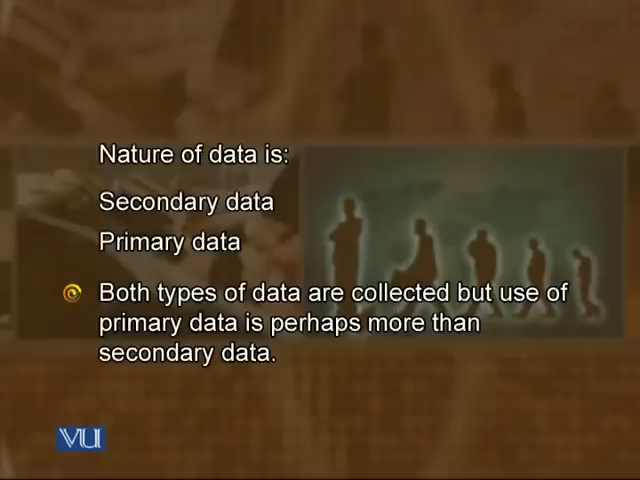 Nature of data is:
Secondary data
Primary data
Both types of data are collected but use of
primary data is perhaps more than
secondary data.
VU